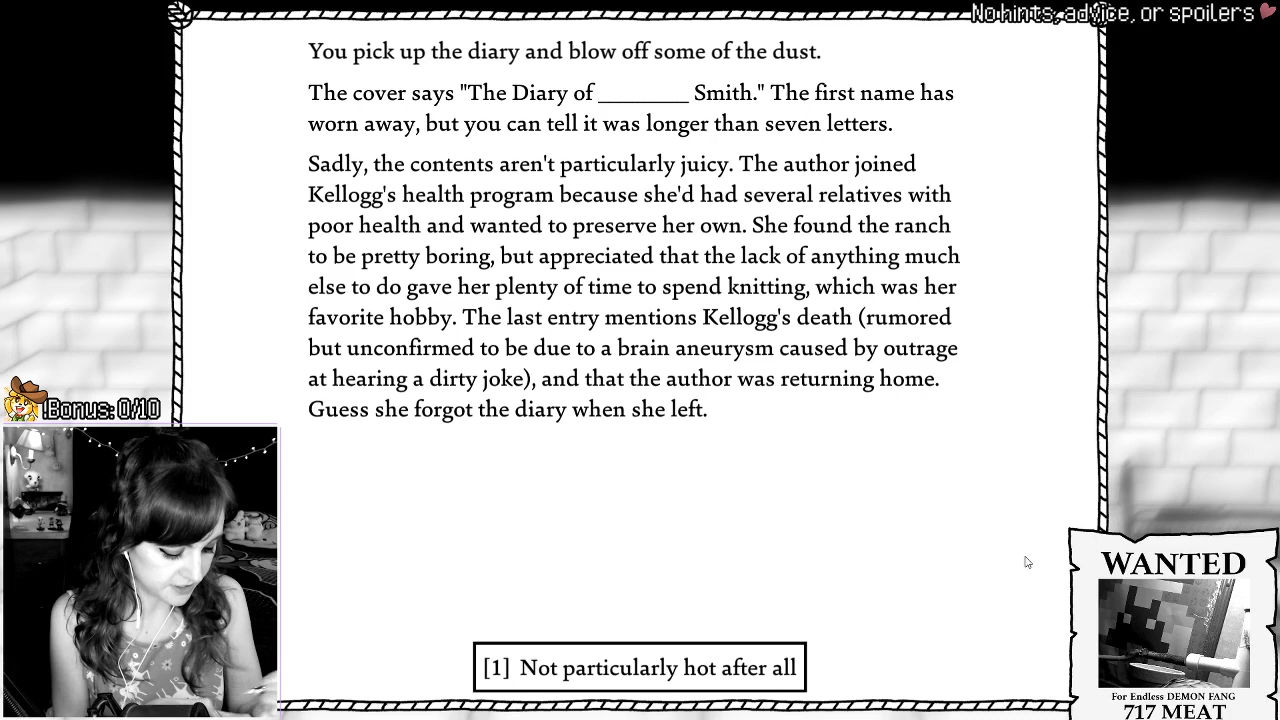 No hints, advice, or spoilers
You pick up the diary and blow off some of the dust.
The cover says "The Diary of ________ Smith." The first name has
worn away, but you can tell it was longer than seven letters.
Sadly, the contents aren't particularly juicy. The author joined
Kellogg's health program because she'd had several relatives with
poor health and wanted to preserve her own. She found the ranch
to be pretty boring, but appreciated that the lack of anything much
else to do gave her plenty of time to spend knitting, which was her
favorite hobby. The last entry mentions Kellogg's death (rumored
but unconfirmed to be due to a brain aneurysm caused by outrage
at hearing a dirty joke), and that the author was returning home.
Guess she forgot the diary when she left.
!Bonus: 0/10
[1] Not particularly hot after all
WANTED
For Endless DEMON FANG
717 MEAT